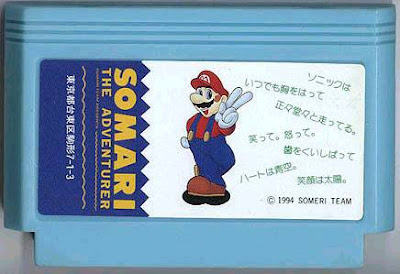 SOMARI
THE ADVENTURER
東京都台東区駒形7-1-3
ソニックは
いつでも胸をはって
正々堂々と走ってる。
笑って。怒って。
歯をくいしばって
ハートは青空。
笑顔は太陽。
© 1994 SOMERI TEAM